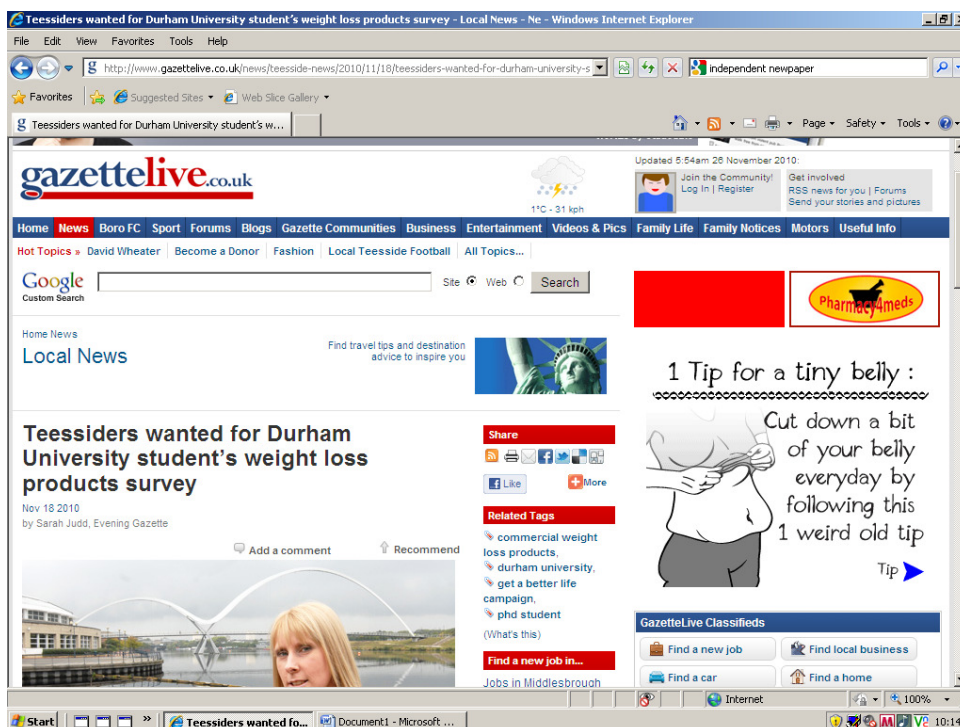 Teessiders wanted for Durham University student's weight loss products survey - Local News - Ne - Windows Internet Explorer
File Edit View Favorites Tools Help
http://www.gazettelive.co.uk/news/teesside-news/2010/11/18/teessiders-wanted-for-durham-university-s
independent newpaper
Favorites Suggested Sites Web Slice Gallery
g Teessiders wanted for Durham University student's w...
Page Safety Tools
gazettelive.co.uk
1°C - 31 kph
Updated 5:54am 26 November 2010:
Join the Community!
Log In | Register
Get involved
RSS news for you | Forums
Send your stories and pictures
Home News Boro FC Sport Forums Blogs Gazette Communities Business Entertainment Videos & Pics Family Life Family Notices Motors Useful Info
Hot Topics » David Wheater Become a Donor Fashion Local Teesside Football All Topics...
Google
Custom Search
Site Web Search
Pharmacy4meds
Home News
Local News
Find travel tips and destination
advice to inspire you
1 Tip for a tiny belly :
Cut down a bit
of your belly
everyday by
following this
1 weird old tip
Tip
Teessiders wanted for Durham
University student's weight loss
products survey
Nov 18 2010
by Sarah Judd, Evening Gazette
Add a comment Recommend
Share
Like
More
Related Tags
commercial weight
loss products,
durham university,
get a better life
campaign,
phd student
(What's this)
Find a new job in...
Jobs in Middlesbrough
GazetteLive Classifieds
Find a new job
Find local business
Find a car
Find a home
Internet
100%
Start
Teessiders wanted fo...
Document1 - Microsoft ...
10:14